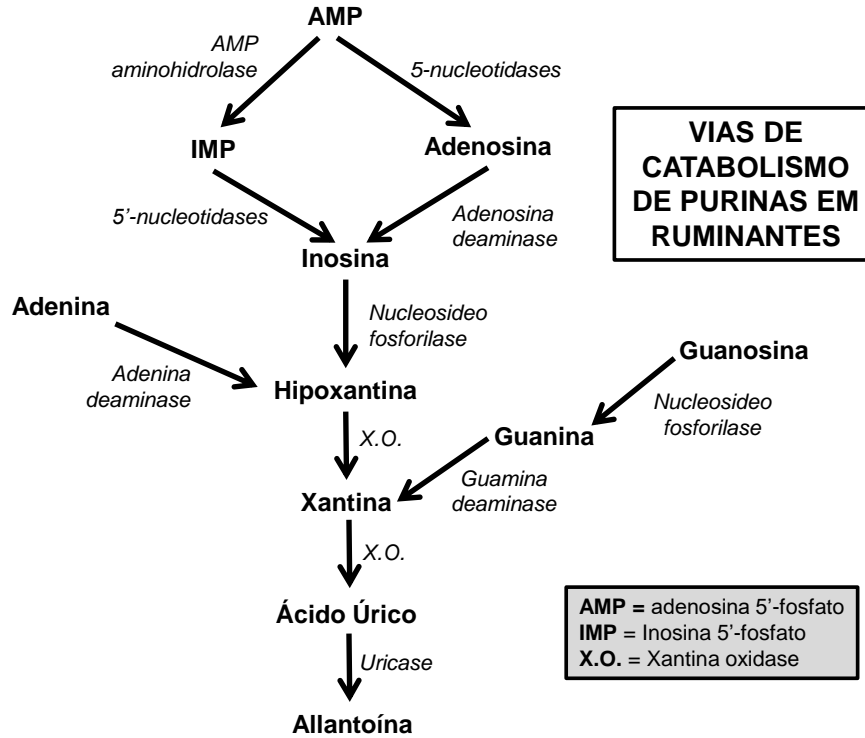 AMP
AMP
aminohidrolase
5-nucleotidases
VIAS DE
CATABOLISMO
DE PURINAS EM
RUMINANTES
IMP
Adenosina
5'-nucleotidases
Adenosina
deaminase
Inosina
Adenina
Nucleosideo
fosforilase
Guanosina
Adenina
deaminase
Hipoxantina
Nucleosideo
fosforilase
X.O.
Guanina
Guamina
deaminase
Xantina
X.O.
Ácido Úrico
AMP = adenosina 5'-fosfato
IMP = Inosina 5'-fosfato
X.O. = Xantina oxidase
Uricase
Allantoína